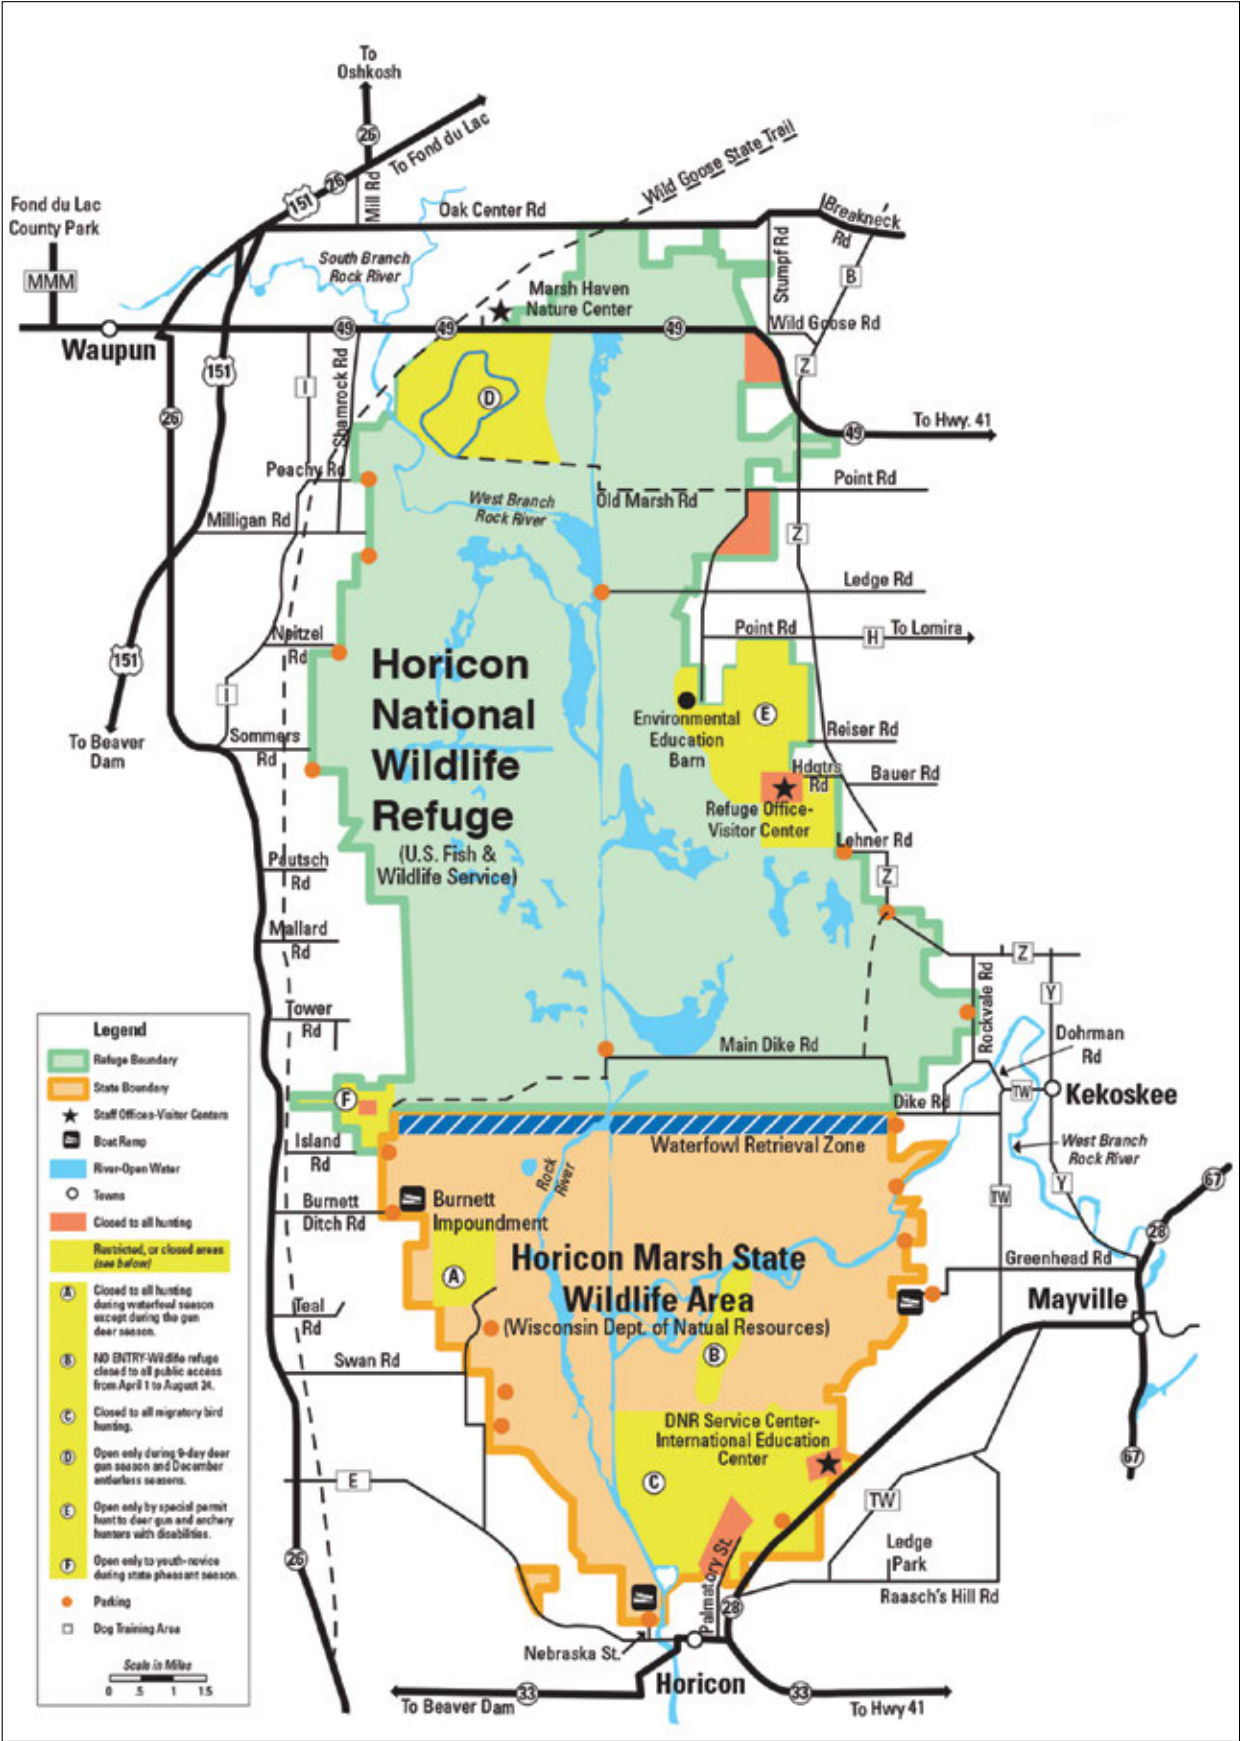 To
Oshkosh
26
To Fond du Lac
26
151
Mill Rd
Wild Goose State Trail
Fond du Lac
County Park
MMM
Oak Center Rd
Breakneck
Rd
Stumpf Rd
B
South Branch
Rock River
Marsh Haven
Nature Center
Wild Goose Rd
49
49
49
Waupun
151
I
Shamrock Rd
Z
26
D
49
To Hwy. 41
Peachy Rd
West Branch
Rock River
Old Marsh Rd
Point Rd
Milligan Rd
Z
Ledge Rd
Neitzel
Rd
Point Rd
H
To Lomira
151
I
Horicon
National
Wildlife
Refuge
(U.S. Fish &
Wildlife Service)
Environmental
Education
Barn
E
To Beaver
Dam
Sommers
Rd
Reiser Rd
Hdqtrs
Rd
Bauer Rd
Refuge Office-
Visitor Center
Lehner Rd
Z
Pautsch
Rd
Mallard
Rd
Z
Rockvale Rd
Y
Tower
Rd
Main Dike Rd
Dohrman
Rd
TW
Kekoskee
F
Dike Rd
Island
Rd
Waterfowl Retrieval Zone
West Branch
Rock River
Rock
River
Burnett
Ditch Rd
Burnett
Impoundment
TW
Y
67
28
A
Horicon Marsh State
Wildlife Area
(Wisconsin Dept. of Natual Resources)
Greenhead Rd
Mayville
Teal
Rd
B
Swan Rd
DNR Service Center-
International Education
Center
67
E
C
TW
Ledge
Park
26
Palmatory St.
Raasch's Hill Rd
28
Nebraska St.
Horicon
To Beaver Dam
33
33
To Hwy 41
Legend
Refuge Boundary
State Boundary
Staff Offices-Visitor Centers
Boat Ramp
River-Open Water
Towns
Closed to all hunting
Restricted, or closed areas
(see below)
A
Closed to all hunting
during waterfowl season
except during the gun
deer season.
B
NO ENTRY-Wildlife refuge
closed to all public access
from April 1 to August 24.
C
Closed to all migratory bird
hunting.
D
Open only during 9-day deer
gun season and December
antlerless seasons.
E
Open only by special permit
hunt to deer gun and archery
hunters with disabilities.
F
Open only to youth-novice
during state pheasant season.
Parking
Dog Training Area
Scale in Miles
0 .5 1 1.5